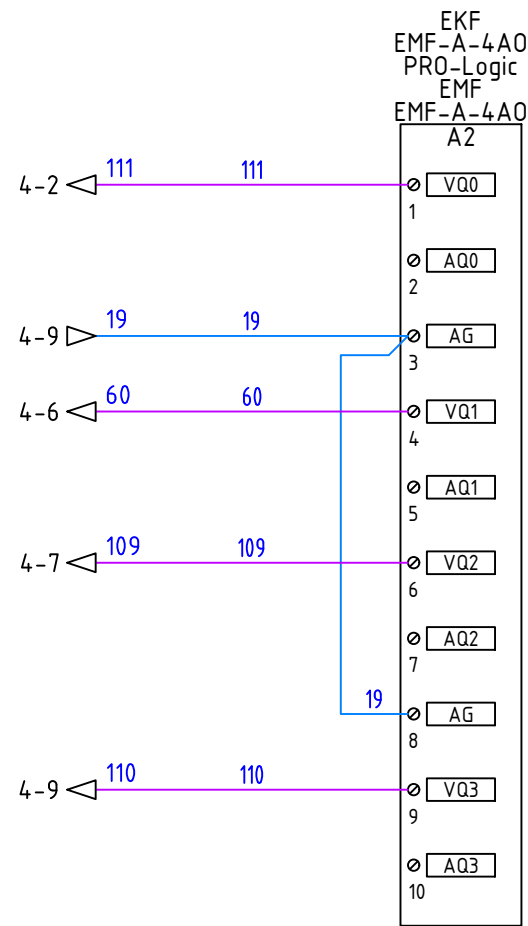 EKF
EMF-A-4AO
PRO-Logic
EMF
EMF-A-4AO
A2
4-2 111 111 VQ0
1
AQ0
2
4-9 19 19 AG
3
4-6 60 60 VQ1
4
AQ1
5
4-7 109 109 VQ2
6
AQ2
7
19 AG
8
4-9 110 110 VQ3
9
AQ3
10